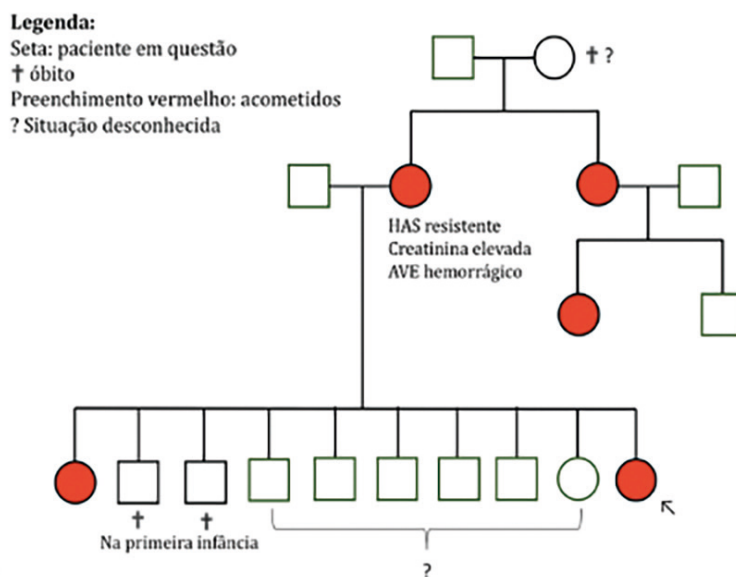 Legenda:
Seta: paciente em questão
✝ óbito
Preenchimento vermelho: acometidos
? Situação desconhecida
✝ ?
HAS resistente
Creatinina elevada
AVE hemorrágico
✝ ✝
Na primeira infância
?